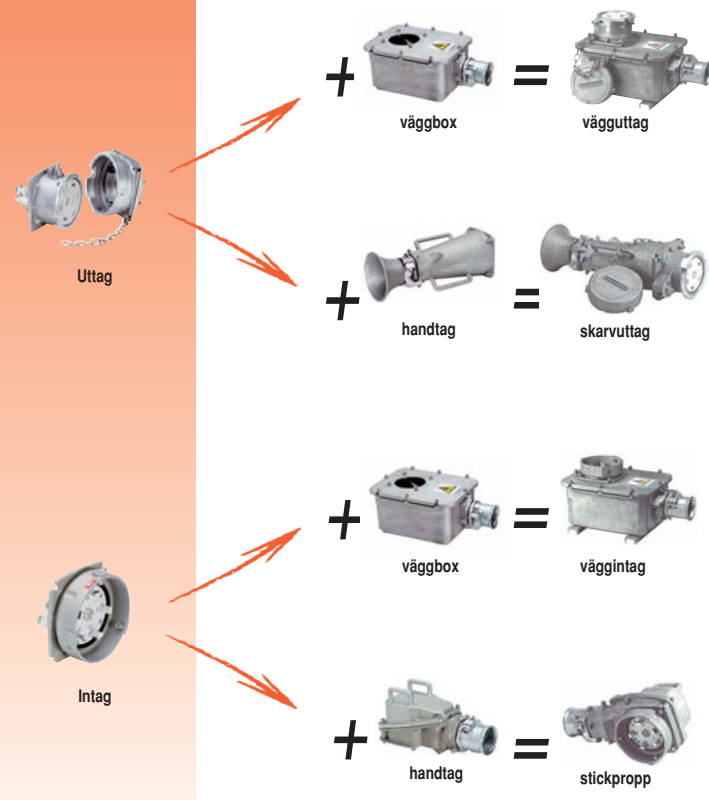 + =
väggbox vägguttag
Uttag
+ =
handtag skarvuttag
+ =
väggbox väggintag
Intag
+ =
handtag stickpropp